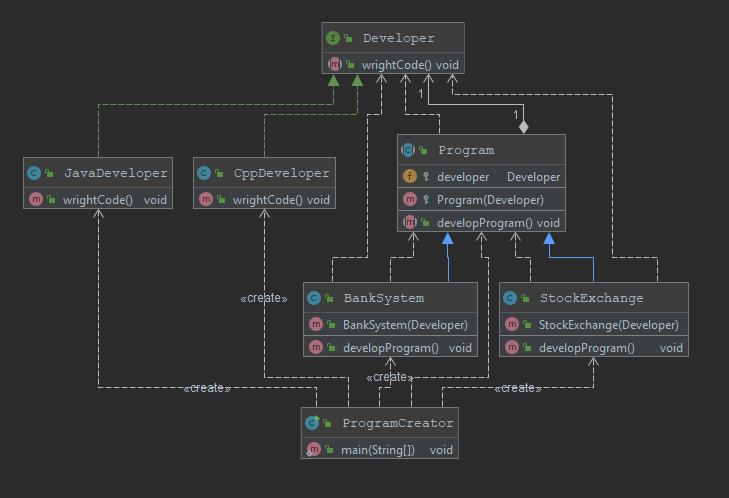 Developer
wrightCode() void
1
1
Program
developer Developer
Program(Developer)
developProgram() void
JavaDeveloper
wrightCode() void
CppDeveloper
wrightCode() void
BankSystem
BankSystem(Developer)
developProgram() void
StockExchange
StockExchange(Developer)
developProgram() void
«create»
«create»
«create»
«create»
ProgramCreator
main(String[]) void